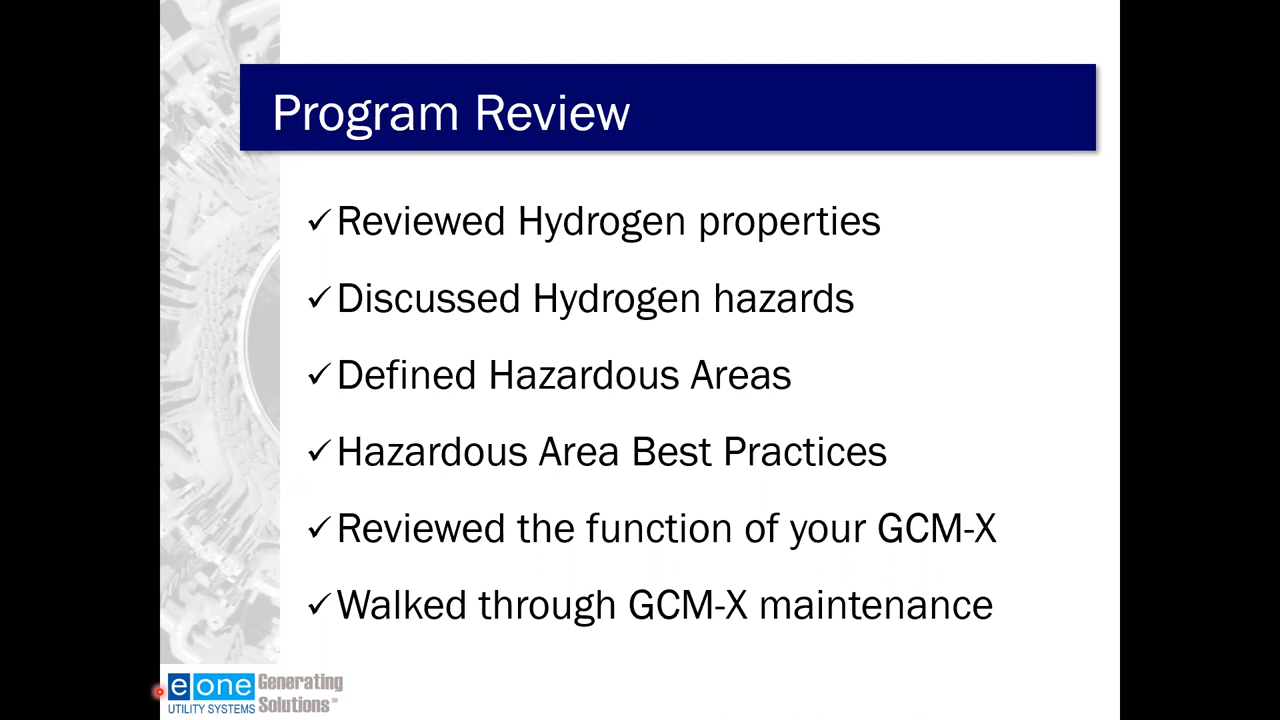 Program Review
✓Reviewed Hydrogen properties
✓Discussed Hydrogen hazards
✓Defined Hazardous Areas
✓Hazardous Area Best Practices
✓Reviewed the function of your GCM-X
✓Walked through GCM-X maintenance
eone
UTILITY SYSTEMS
Generating
Solutions™